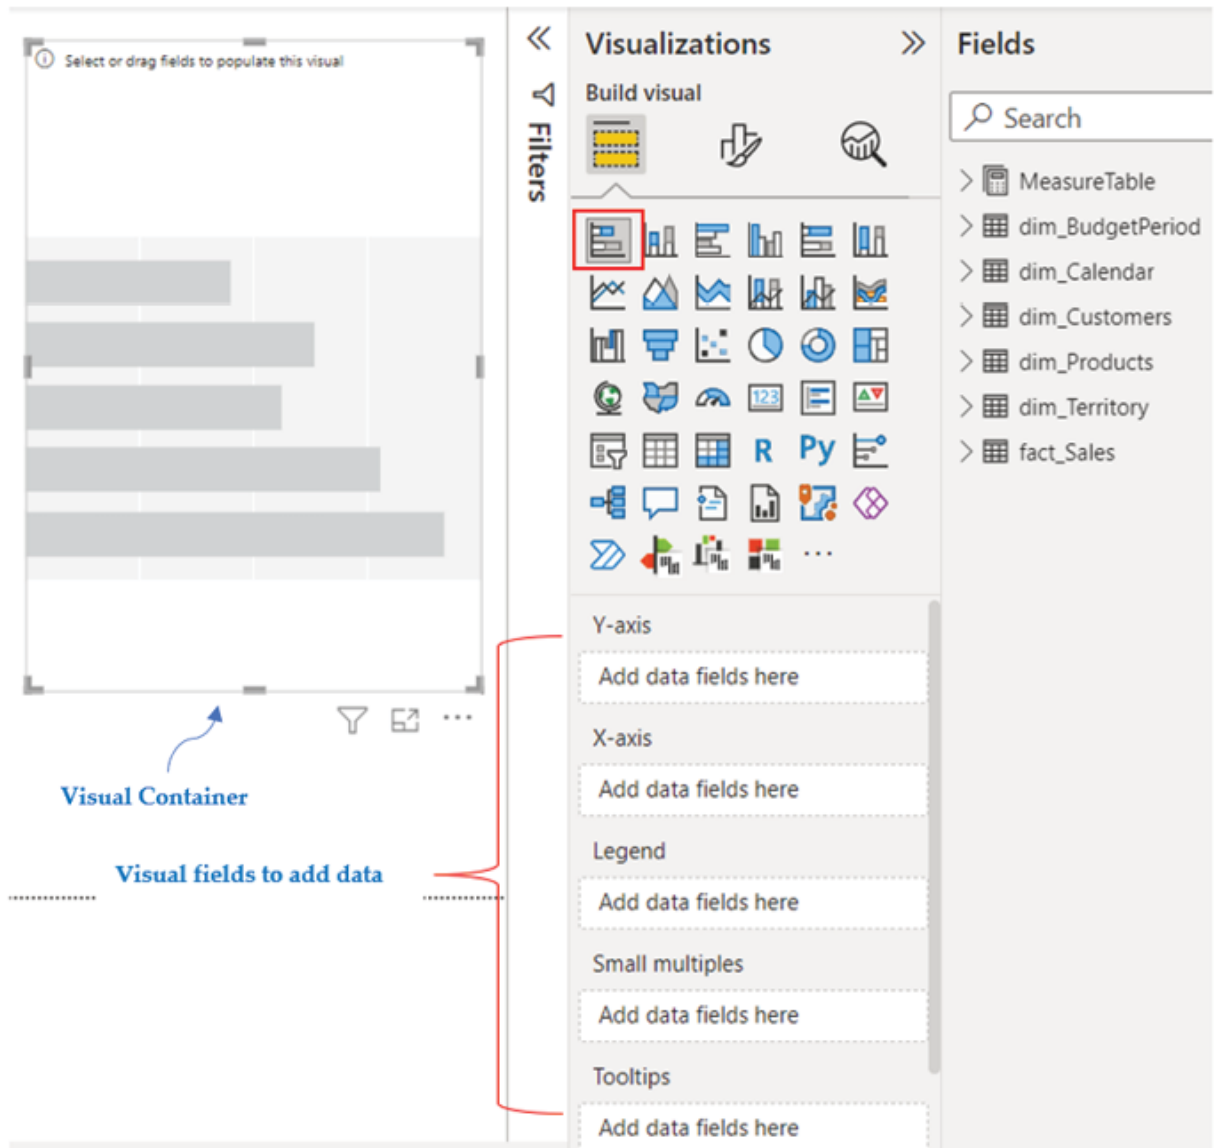 Select or drag fields to populate this visual
Visual Container
Visual fields to add data
Filters
Visualizations
Build visual
123
R
Py
Y-axis
Add data fields here
X-axis
Add data fields here
Legend
Add data fields here
Small multiples
Add data fields here
Tooltips
Add data fields here
Fields
Search
MeasureTable
dim_BudgetPeriod
dim_Calendar
dim_Customers
dim_Products
dim_Territory
fact_Sales